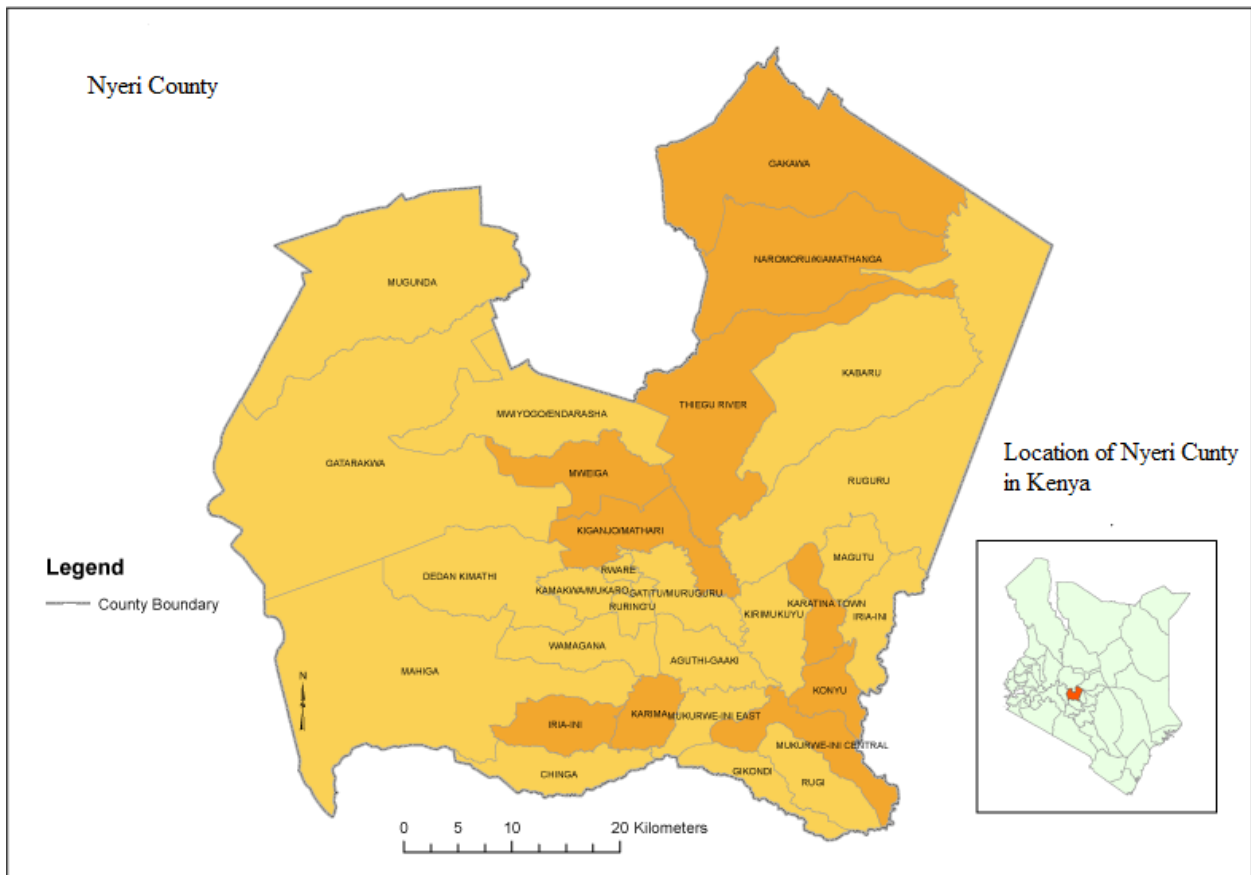 Nyeri County
GAKAWA
NAROMORU/KIAMATHANGA
MUGUNDA
KABARU
THIEGU RIVER
MWIYOGO/ENDARASHA
Location of Nyeri Cunty
in Kenya
GATARAKWA
MWEIGA
RUGURU
KIGANJO/MATHARI
MAGUTU
Legend
County Boundary
RWARE
DEDAN KIMATHI
KAMAKWA/MUKARO
GATITU/MURUGURU
RURING'U
KIRIMUKUYU
KARATINA TOWN
IRIA-INI
WAMAGANA
AGUTHI-GAAKI
MAHIGA
N
KONYU
IRIA-INI
KARIMA
MUKURWE-INI EAST
MUKURWE-INI CENTRAL
CHINGA
GIKONDI
RUGI
0 5 10 20 Kilometers